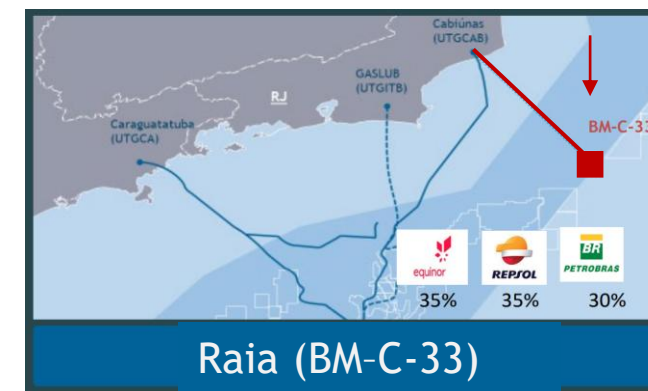 Cabiúnas
(UTGCAB)
GASLUB
(UTGITB)
RJ
Caraguatatuba
(UTGCA)
BM-C-33
equinor
REPSOL
BR
PETROBRAS
35%
35%
30%
Raia (BM-C-33)